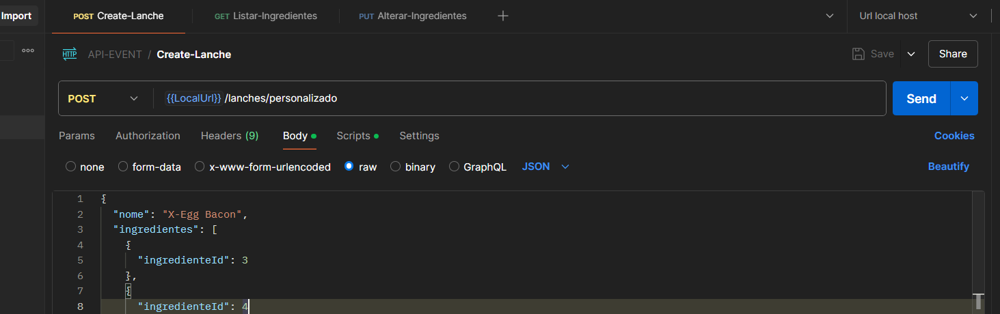 Import
POST Create-Lanche GET Listar-Ingredientes PUT Alterar-Ingredientes Url local host
HTTP API-EVENT / Create-Lanche Save Share
POST {{LocalUrl}}/lanches/personalizado Send
Params Authorization Headers (9) Body Scripts Settings Cookies
none form-data x-www-form-urlencoded raw binary GraphQL JSON Beautify
1 {
2 "nome": "X-Egg Bacon",
3 "ingredientes": [
4 {
5 "ingredienteId": 3
6 },
7 {
8 "ingredienteId": 4